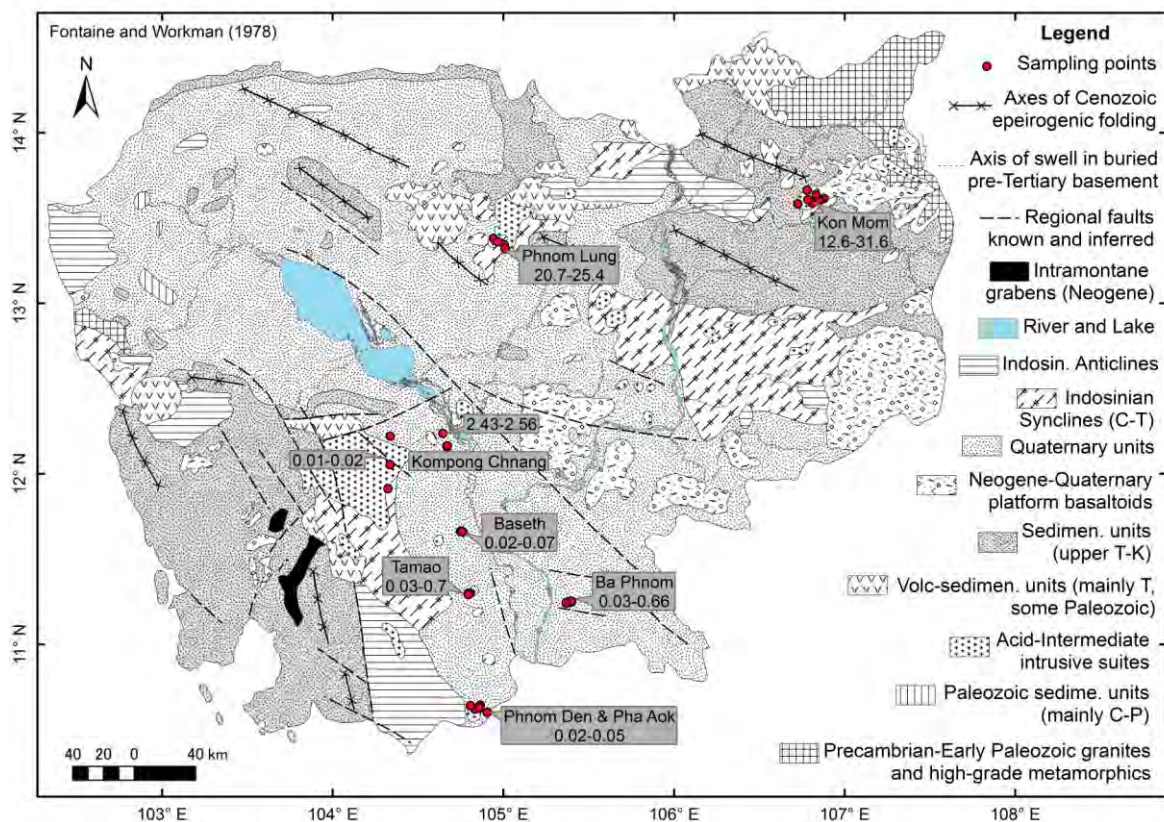 Fontaine and Workman (1978)
N
14° N
13° N
12° N
11° N
Kon Mom
12.6-31.6
Phnom Lung
20.7-25.4
2.43-2.56
0.01-0.02
Kompong Chnang
Baseth
0.02-0.07
Tamao
0.03-0.7
Ba Phnom
0.03-0.66
Phnom Den & Pha Aok
0.02-0.05
40 20 0 40 km
103° E
104° E
105° E
106° E
107° E
108° E
Legend
Sampling points
Axes of Cenozoic
epeirogenic folding
Axis of swell in buried
pre-Tertiary basement
Regional faults
known and inferred
Intramontane
grabens (Neogene)
River and Lake
Indosin. Anticlines
Indosinian
Synclines (C-T)
Quaternary units
Neogene-Quaternary
platform basaltoids
Sedimen. units
(upper T-K)
Volc-sedimen. units (mainly T,
some Paleozoic)
Acid-Intermediate
intrusive suites
Paleozoic sedime. units
(mainly C-P)
Precambrian-Early Paleozoic granites
and high-grade metamorphics